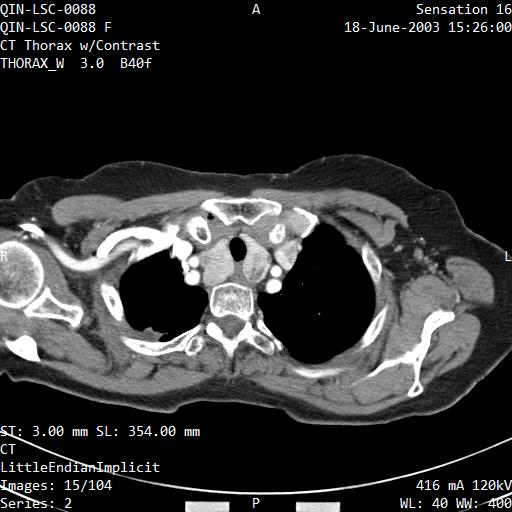 QIN-LSC-0088
A
Sensation 16
QIN-LSC-0088 F
18-June-2003 15:26:00
CT Thorax w/Contrast
THORAX_W 3.0 B40f
R
L
ST: 3.00 mm SL: 354.00 mm
CT
LittleEndianImplicit
Images: 15/104
416 mA 120kV
Series: 2
P
WL: 40 WW: 400